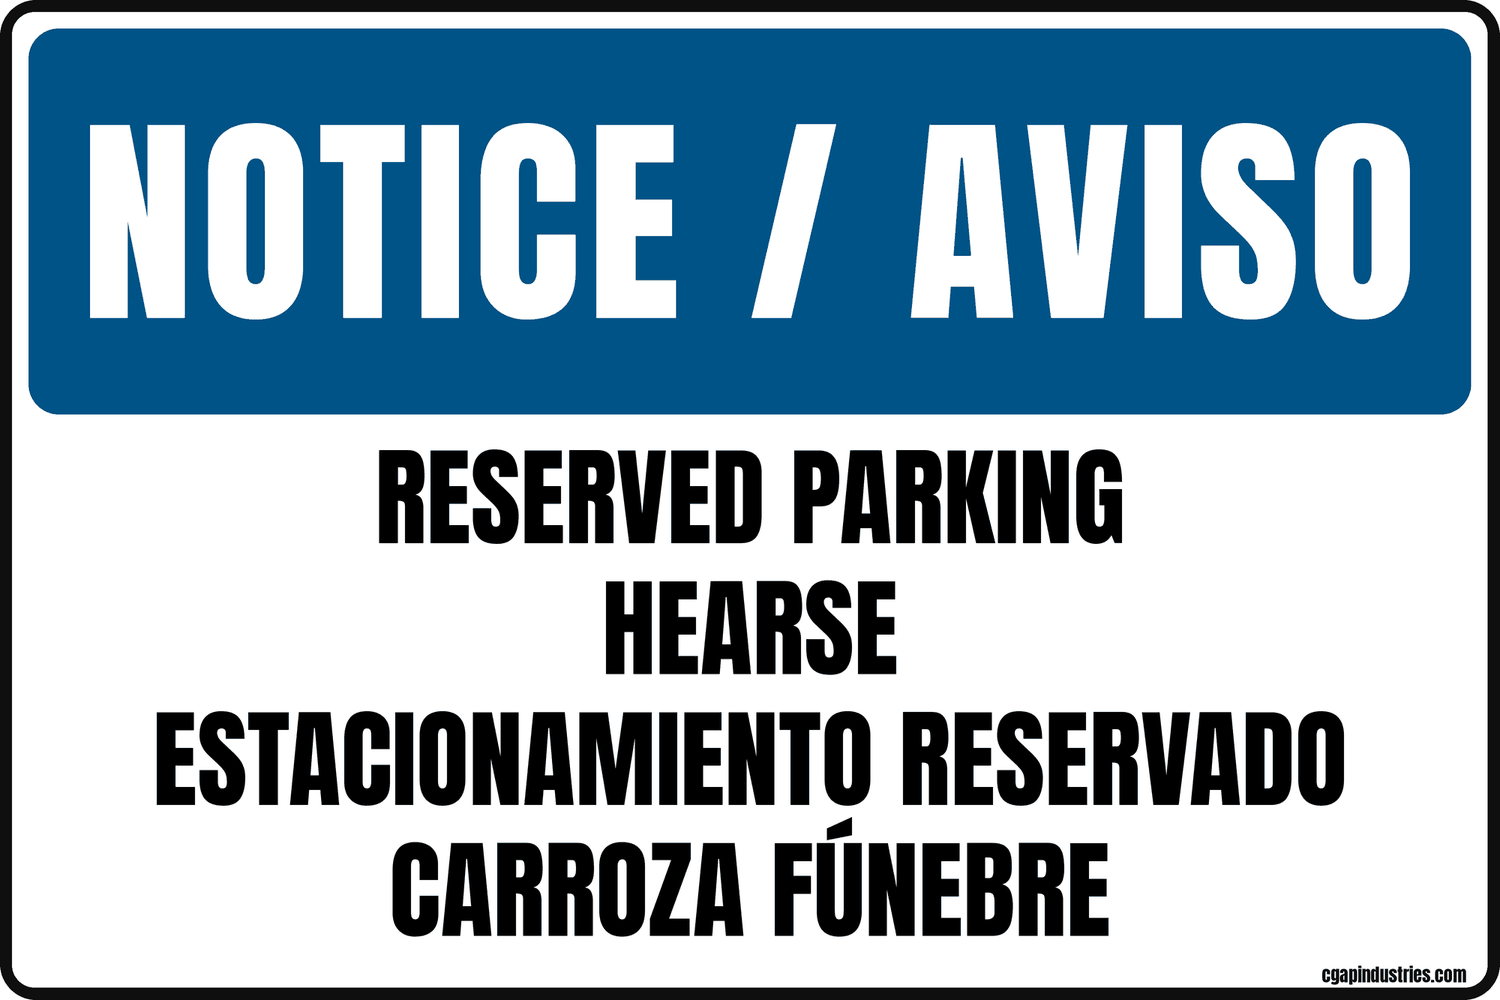 NOTICE / AVISO
RESERVED PARKING
HEARSE
ESTACIONAMIENTO RESERVADO
CARROZA FÚNEBRE
cgapindustries.com